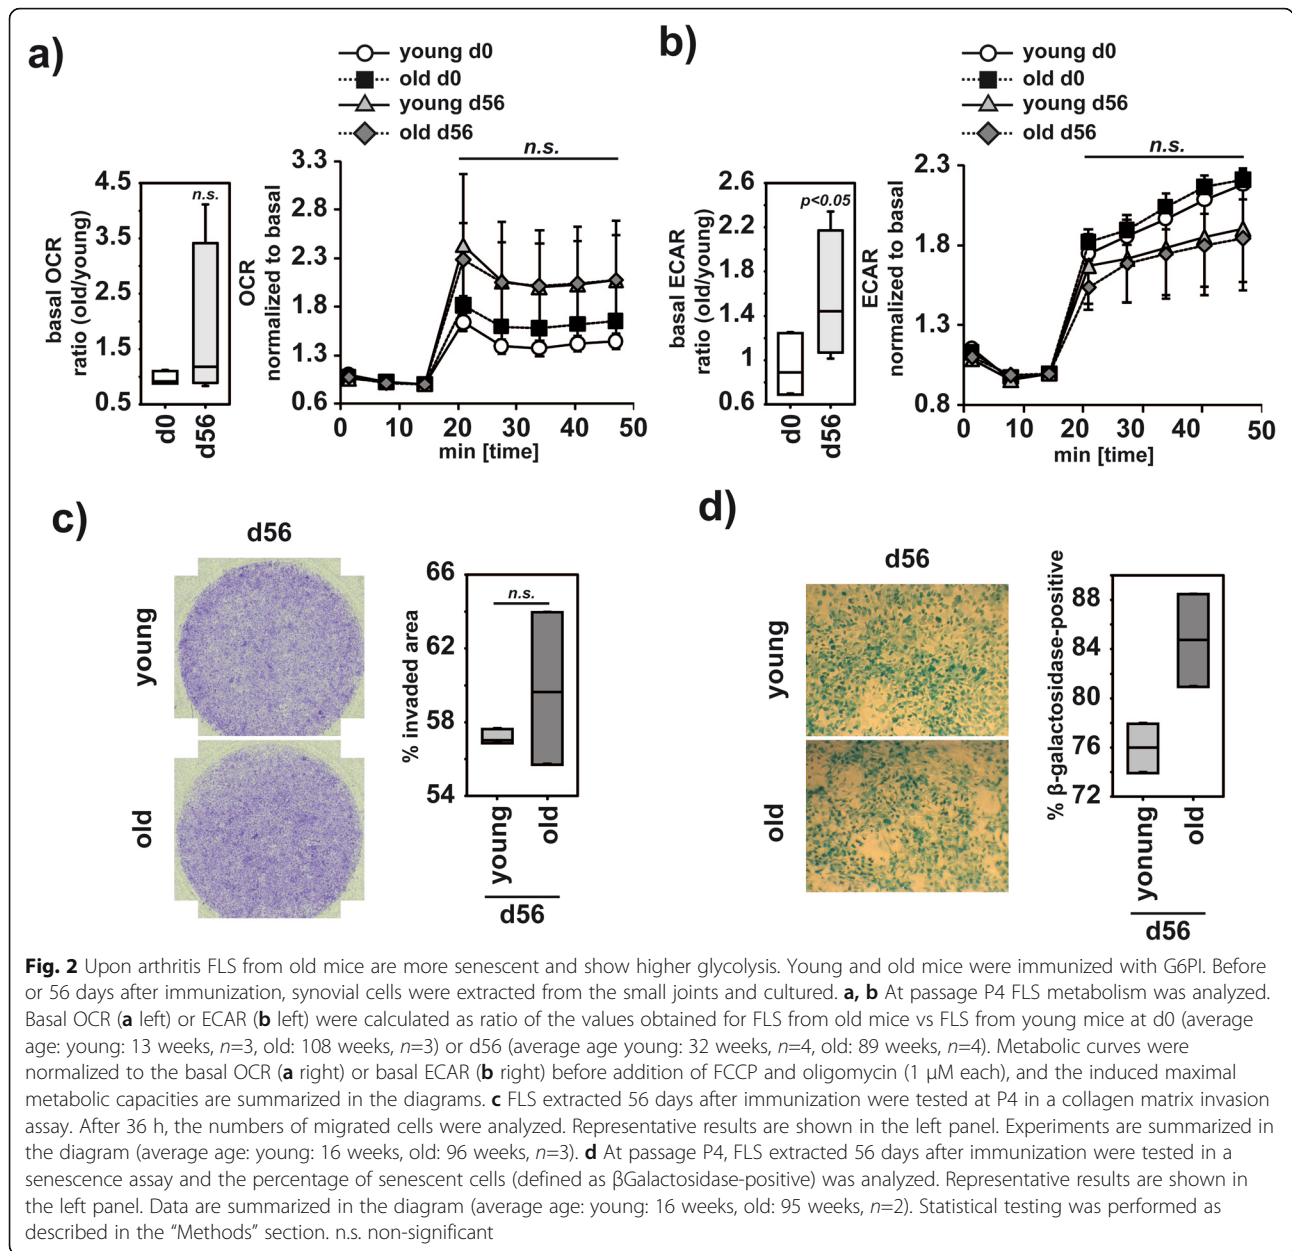 a)
young d0
old d0
young d56
old d56
n.s.
basal OCR
ratio (old/young)
4.5
3.5
2.5
1.5
0.5
n.s.
d0
d56
OCR
normalized to basal
3.3
2.8
2.3
1.8
1.3
0.6
0
10
20
30
40
50
min [time]
b)
young d0
old d0
young d56
old d56
n.s.
basal ECAR
ratio (old/young)
2.6
2.2
1.8
1.4
1
0.6
p<0.05
d0
d56
ECAR
normalized to basal
2.3
1.8
1.3
0.8
0
10
20
30
40
50
min [time]
c)
d56
young
old
% invaded area
66
62
58
54
n.s.
young
old
d56
d)
d56
young
old
% β-galactosidase-positive
88
84
80
76
72
yonung
old
d56
Fig. 2 Upon arthritis FLS from old mice are more senescent and show higher glycolysis. Young and old mice were immunized with G6PI. Before
or 56 days after immunization, synovial cells were extracted from the small joints and cultured. a, b At passage P4 FLS metabolism was analyzed.
Basal OCR (a left) or ECAR (b left) were calculated as ratio of the values obtained for FLS from old mice vs FLS from young mice at d0 (average
age: young: 13 weeks, n=3, old: 108 weeks, n=3) or d56 (average age young: 32 weeks, n=4, old: 89 weeks, n=4). Metabolic curves were
normalized to the basal OCR (a right) or basal ECAR (b right) before addition of FCCP and oligomycin (1 μM each), and the induced maximal
metabolic capacities are summarized in the diagrams. c FLS extracted 56 days after immunization were tested at P4 in a collagen matrix invasion
assay. After 36 h, the numbers of migrated cells were analyzed. Representative results are shown in the left panel. Experiments are summarized in
the diagram (average age: young: 16 weeks, old: 96 weeks, n=3). d At passage P4, FLS extracted 56 days after immunization were tested in a
senescence assay and the percentage of senescent cells (defined as βGalactosidase-positive) was analyzed. Representative results are shown in
the left panel. Data are summarized in the diagram (average age: young: 16 weeks, old: 95 weeks, n=2). Statistical testing was performed as
described in the “Methods” section. n.s. non-significant